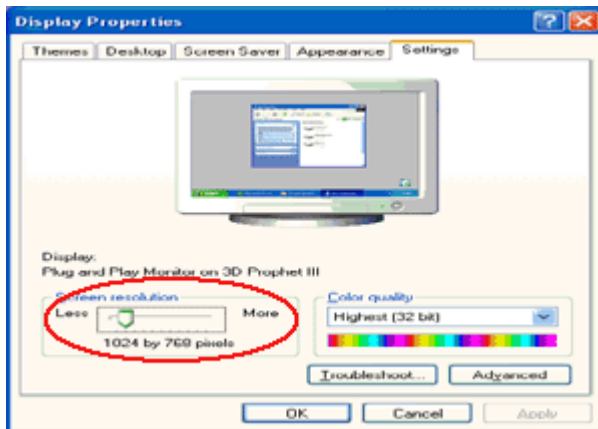 Display Properties
Themes Desktop Screen Saver Appearance Settings
Display:
Plug and Play Monitor on 3D Prophet III
Screen resolution
Less More
1024 by 768 pixels
Color quality
Highest (32 bit)
Troubleshoot... Advanced
OK Cancel Apply